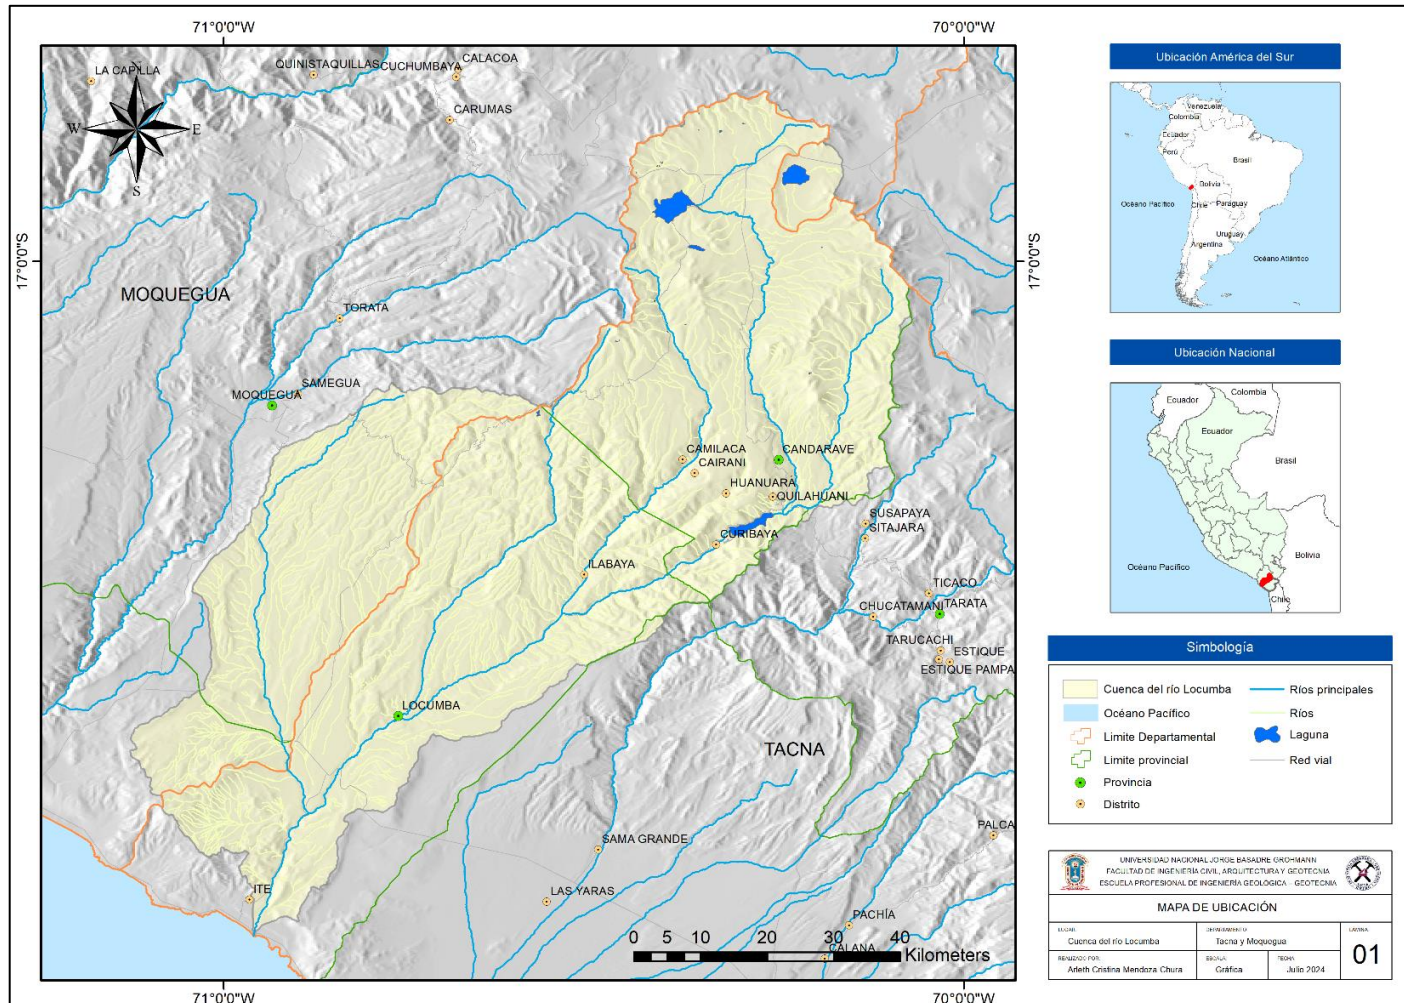 71°0'0"W
70°0'0"W
LA CAPILLA
QUINISTAQUILLAS
CUCHUMBAYA
CALACOA
CARUMAS
W
E
S
17°0'0"S
17°0'0"S
MOQUEGUA
TORATA
SAMEGUA
MOQUEGUA
CAMILACA
CAIRANI
CANDARAVE
HUANUARA
QUILAHUANI
CURIBAYA
SUSAPAYA
SITAJARA
ILABAYA
TICACO
CHUCATAMANI
TARATA
TARUCACHI
ESTIQUE
ESTIQUE PAMPA
LOCUMBA
TACNA
SAMA GRANDE
PALCA
ITE
LAS YARAS
PACHÍA
CALANA
0 5 10 20 30 40
Kilometers
71°0'0"W
70°0'0"W
Ubicación América del Sur
Venezuela
Colombia
Ecuador
Perú
Brasil
Bolivia
Océano Pacífico
Chile
Paraguay
Uruguay
Argentina
Océano Atlántico
Ubicación Nacional
Ecuador
Colombia
Ecuador
Brasil
Bolivia
Océano Pacífico
Chile
Simbología
Cuenca del río Locumba
Océano Pacífico
Limite Departamental
Limite provincial
Provincia
Distrito
Ríos principales
Ríos
Laguna
Red vial
UNIVERSIDAD NACIONAL JORGE BASADRE GROHMANN
FACULTAD DE INGENIERÍA CIVIL, ARQUITECTURA Y GEOTECNIA
ESCUELA PROFESIONAL DE INGENIERÍA GEOLÓGICA - GEOTECNIA
MAPA DE UBICACIÓN
LUGAR:
Cuenca del río Locumba
DEPARTAMENTO:
Tacna y Moquegua
LAMINA:
01
REALIZADO POR:
Arleth Cristina Mendoza Chura
ESCALA:
Gráfica
FECHA:
Julio 2024